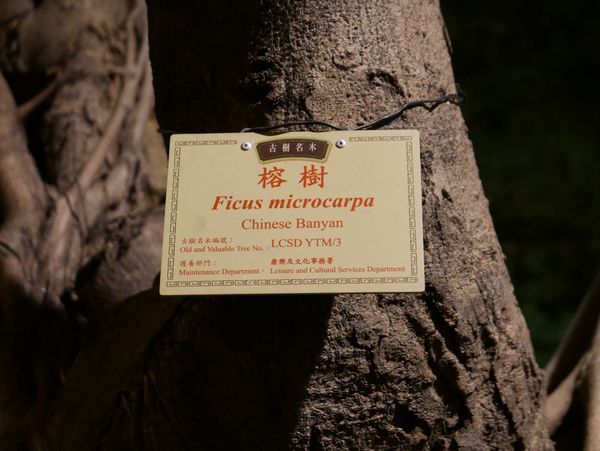 古樹名木
榕樹
Ficus microcarpa
Chinese Banyan
古樹名木編號：
Old and Valuable Tree No.: LCSD YTM/3
護養部門： 康樂及文化事務署
Maintenance Department: Leisure and Cultural Services Department